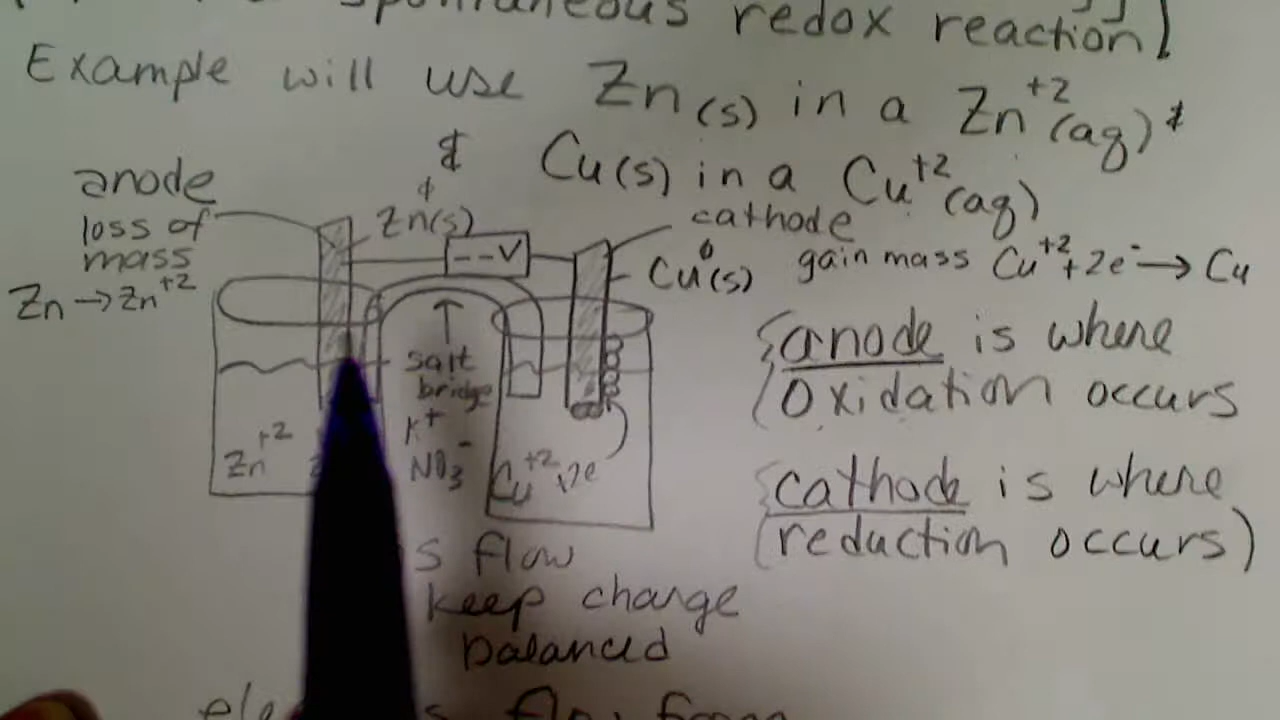 spontaneous redox reaction)
Example will use Zn(s) in a Zn+2(aq) &
& Cu(s) in a Cu+2(aq)
anode
loss of
mass
Zn → Zn+2
Zn(s)
--V
cathode
Cu°(s)
gain mass Cu+2 + 2e- → Cu
salt
bridge
K+
NO3-
Zn+2
Cu+2 + 2e
{anode is where
(Oxidation occurs
{cathode is where
(reduction occurs)
flow
keep charge
balanced